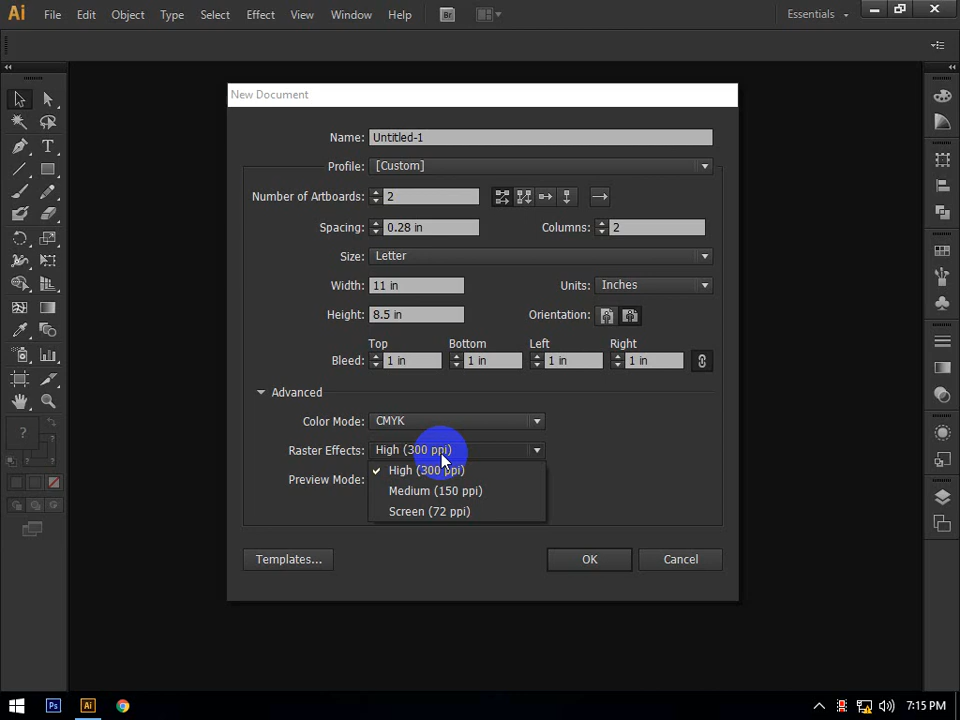 Ai File Edit Object Type Select Effect View Window Help Br Essentials
New Document
Name: Untitled-1
Profile: [Custom]
Number of Artboards: 2
Spacing: 0.28 in Columns: 2
Size: Letter
Width: 11 in Units: Inches
Height: 8.5 in Orientation:
Top Bottom Left Right
Bleed: 1 in 1 in 1 in 1 in
Advanced
Color Mode: CMYK
Raster Effects: High (300 ppi)
High (300 ppi)
Preview Mode:
Medium (150 ppi)
Screen (72 ppi)
Templates... OK Cancel
T
?
Ps Ai 7:15 PM